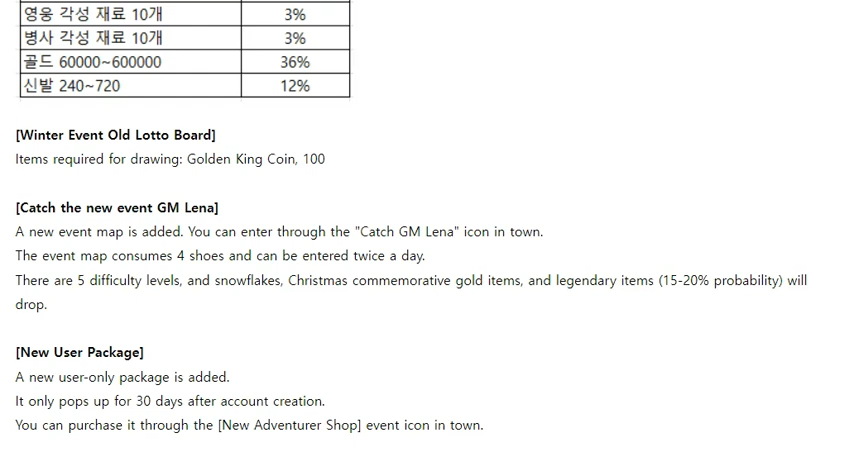 영웅 각성 재료 10개 3%
병사 각성 재료 10개 3%
골드 60000~600000 36%
신발 240~720 12%
[Winter Event Old Lotto Board]
Items required for drawing: Golden King Coin, 100
[Catch the new event GM Lena]
A new event map is added. You can enter through the "Catch GM Lena" icon in town.
The event map consumes 4 shoes and can be entered twice a day.
There are 5 difficulty levels, and snowflakes, Christmas commemorative gold items, and legendary items (15-20% probability) will
drop.
[New User Package]
A new user-only package is added.
It only pops up for 30 days after account creation.
You can purchase it through the [New Adventurer Shop] event icon in town.